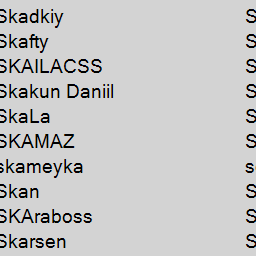 Skadkiy S
Skafty S
SKAILACSS S
Skakun Daniil S
SkaLa S
SKAMAZ S
skameyka s
Skan S
SKAraboss S
Skarsen S